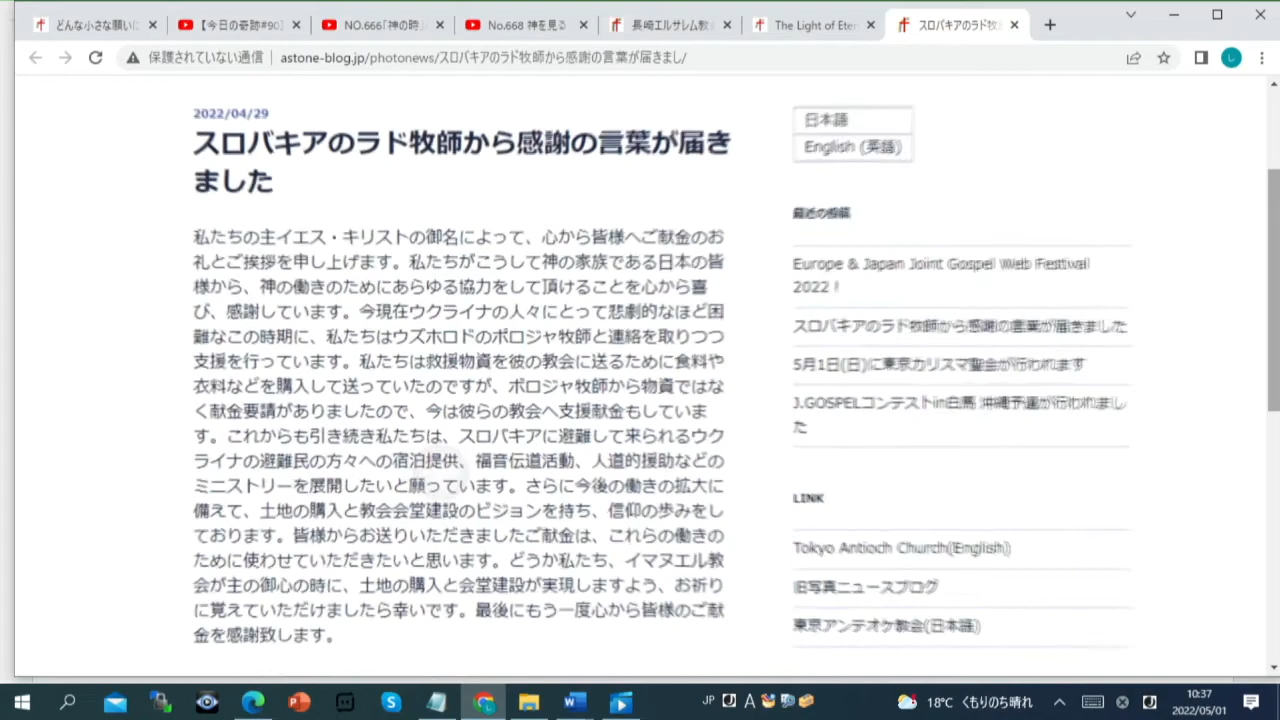 どんな小さな願いに
【今日の奇跡#90】
NO.666「神の時」
No.668 神を見る
長崎エルサレム教
The Light of Eter
スロバキアのラド牧
保護されていない通信
astone-blog.jp/photonews/スロバキアのラド牧師から感謝の言葉が届きまし/
2022/04/29
スロバキアのラド牧師から感謝の言葉が届き
ました
私たちの主イエス・キリストの御名によって、心から皆様へご献金のお
礼とご挨拶を申し上げます。私たちがこうして神の家族である日本の皆
様から、神の働きのためにあらゆる協力をして頂けることを心から喜
び、感謝しています。今現在ウクライナの人々にとって悲劇的なほど困
難なこの時期に、私たちはウズホロドのボロジャ牧師と連絡を取りつつ
支援を行っています。私たちは救援物資を彼の教会に送るために食料や
衣料などを購入して送っていたのですが、ボロジャ牧師から物資ではな
く献金要請がありましたので、今は彼らの教会へ支援献金もしていま
す。これからも引き続き私たちは、スロバキアに避難して来られるウク
ライナの避難民の方々への宿泊提供、福音伝道活動、人道的援助などの
ミニストリーを展開したいと願っています。さらに今後の働きの拡大に
備えて、土地の購入と教会会堂建設のビジョンを持ち、信仰の歩みをし
ております。皆様からお送りいただきましたご献金は、これらの働きの
ために使わせていただきたいと思います。どうか私たち、イマヌエル教
会が主の御心の時に、土地の購入と会堂建設が実現しますよう、お祈り
に覚えていただけましたら幸いです。最後にもう一度心から皆様のご献
金を感謝致します。
日本語
English (英語)
最近の投稿
Europe & Japan Joint Gospel Web Festival
2022！
スロバキアのラド牧師から感謝の言葉が届きました
5月1日(日)に東京カリスマ聖会が行われます
J.GOSPELコンテストin白馬 沖縄予選が行われまし
た
LINK
Tokyo Antioch Church(English)
旧写真ニュースブログ
東京アンテオケ教会(日本語)
JP
A
18℃ くもりのち晴れ
10:37
2022/05/01